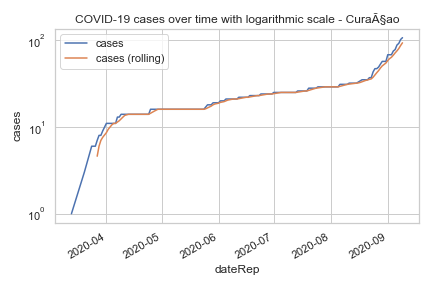 COVID-19 cases over time with logarithmic scale - CuraÃ§ao
cases
cases (rolling)
10²
10¹
10⁰
cases
2020-04
2020-05
2020-06
2020-07
2020-08
2020-09
dateRep